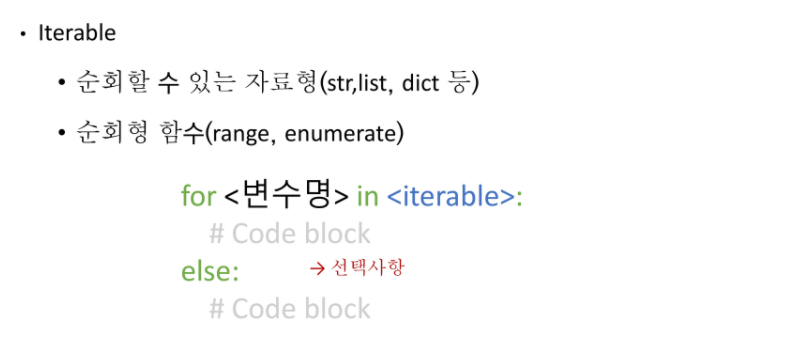 • Iterable
• 순회할 수 있는 자료형(str,list, dict 등)
• 순회형 함수(range, enumerate)
for <변수명> in <iterable>:
# Code block
else: → 선택사항
# Code block